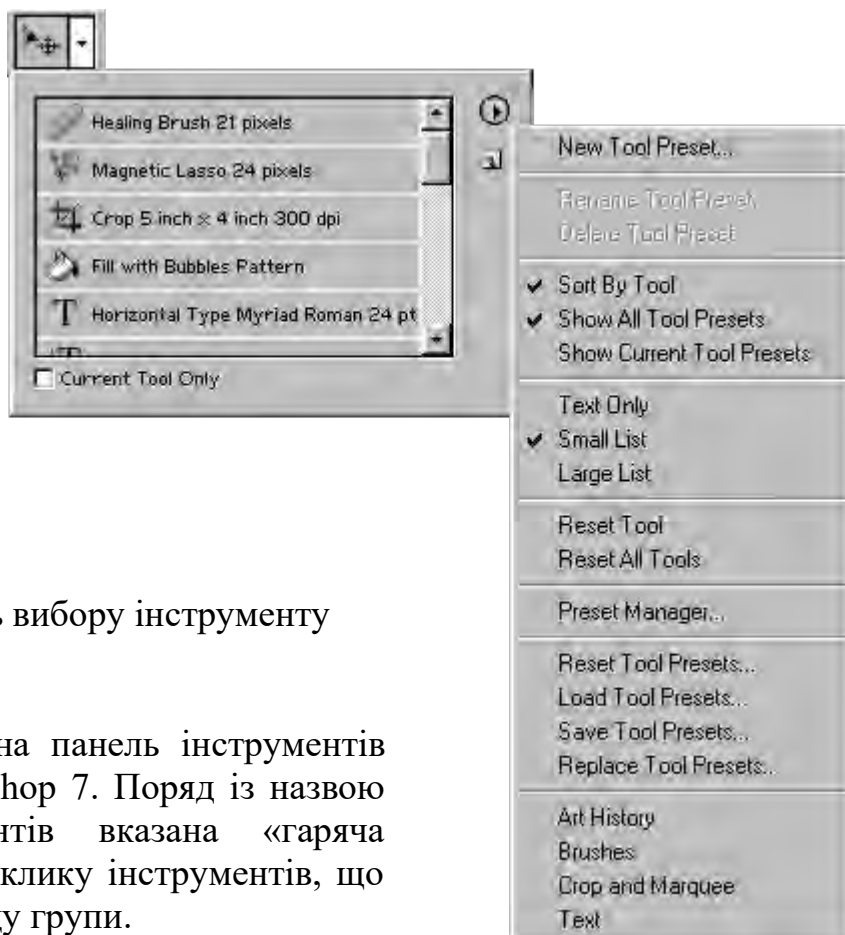 Healing Brush 21 pixels
Magnetic Lasso 24 pixels
Crop 5 inch x 4 inch 300 dpi
Fill with Bubbles Pattern
Horizontal Type Myriad Roman 24 pt
Current Tool Only
New Tool Preset...
Rename Tool Preset...
Delete Tool Preset
Sort By Tool
Show All Tool Presets
Show Current Tool Presets
Text Only
Small List
Large List
Reset Tool
Reset All Tools
Preset Manager...
Reset Tool Presets...
Load Tool Presets...
Save Tool Presets...
Replace Tool Presets...
Art History
Brushes
Crop and Marquee
Text
ь вибору інструменту
на панель інструментів
hop 7. Поряд із назвою
нтів вказана «гаряча
клику інструментів, що
ду групи.